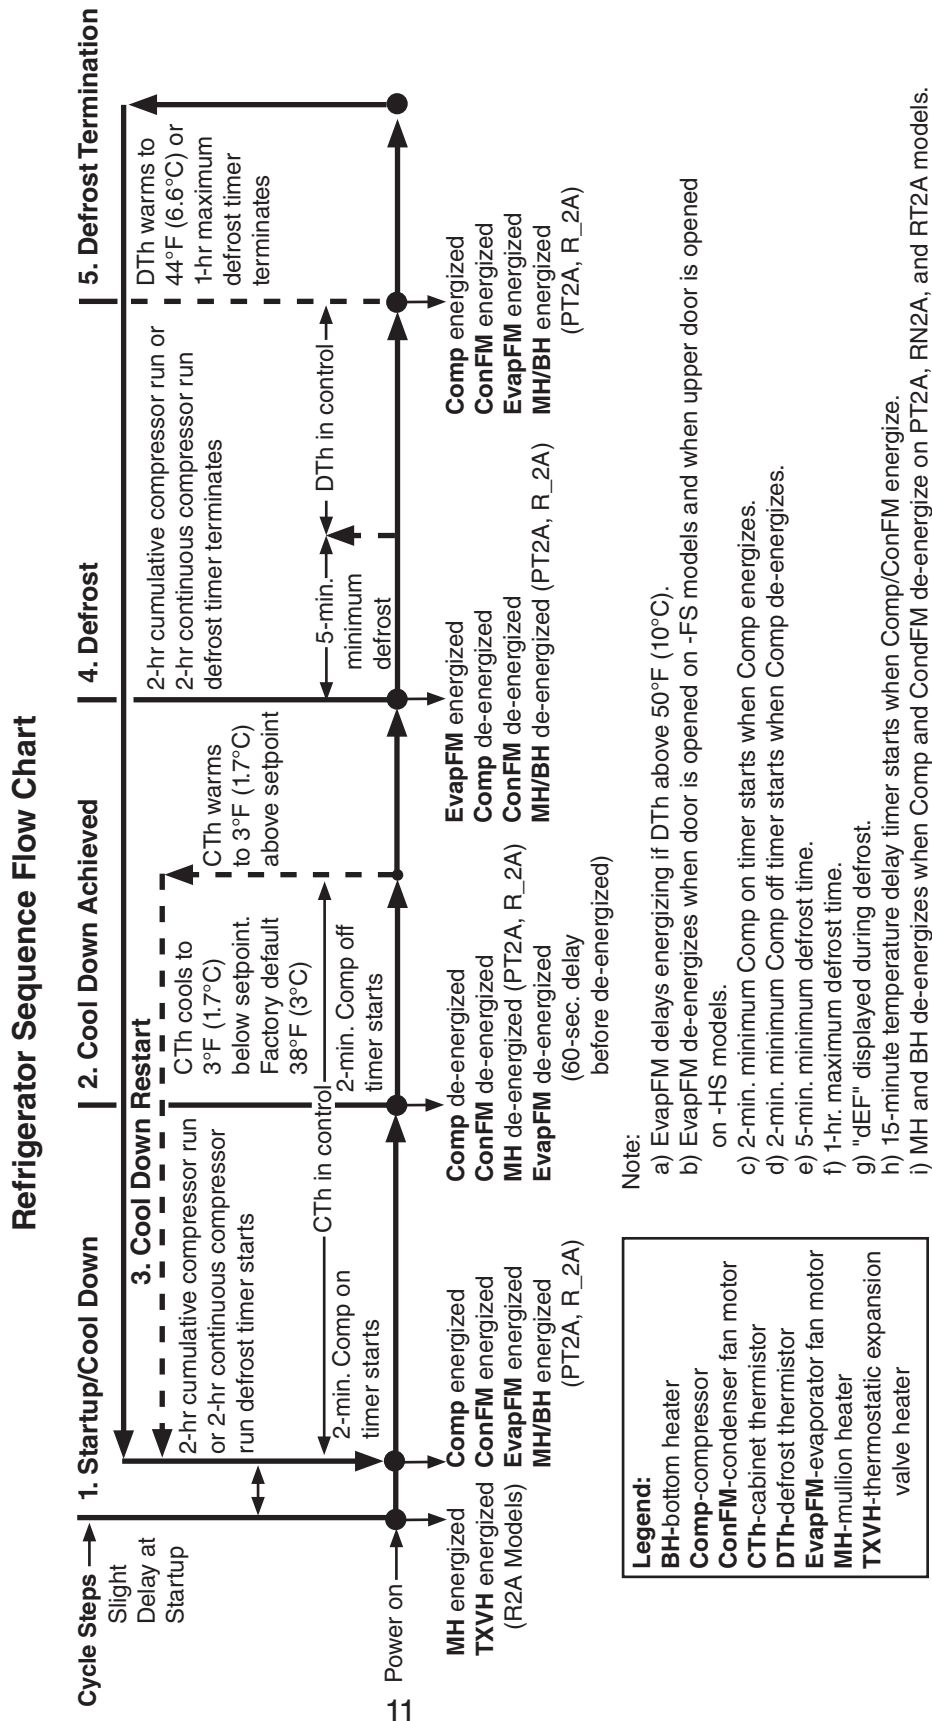 Refrigerator Sequence Flow Chart
Cycle Steps
1. Startup/Cool Down
2. Cool Down Achieved
4. Defrost
5. Defrost Termination
Slight
Delay at
Startup
3. Cool Down Restart
2-hr cumulative compressor run
or 2-hr continuous compressor
run defrost timer starts
CTh cools to
3°F (1.7°C)
below setpoint.
Factory default
38°F (3°C)
CTh warms
to 3°F (1.7°C)
above setpoint
2-hr cumulative compressor run or
2-hr continuous compressor run
defrost timer terminates
DTh warms to
44°F (6.6°C) or
1-hr maximum
defrost timer
terminates
CTh in control
2-min. Comp on
timer starts
2-min. Comp off
timer starts
5-min.
minimum
defrost
DTh in control
Power on
MH energized
TXVH energized
(R2A Models)
Comp energized
ConFM energized
EvapFM energized
MH/BH energized
(PT2A, R_2A)
Comp de-energized
ConFM de-energized
MH de-energized (PT2A, R_2A)
EvapFM de-energized
(60-sec. delay
before de-energized)
EvapFM energized
Comp de-energized
ConFM de-energized
MH/BH de-energized (PT2A, R_2A)
Comp energized
ConFM energized
EvapFM energized
MH/BH energized
(PT2A, R_2A)
Legend:
BH-bottom heater
Comp-compressor
ConFM-condenser fan motor
CTh-cabinet thermistor
DTh-defrost thermistor
EvapFM-evaporator fan motor
MH-mullion heater
TXVH-thermostatic expansion
valve heater
Note:
a) EvapFM delays energizing if DTh above 50°F (10°C).
b) EvapFM de-energizes when door is opened on -FS models and when upper door is opened
on -HS models.
c) 2-min. minimum Comp on timer starts when Comp energizes.
d) 2-min. minimum Comp off timer starts when Comp de-energizes.
e) 5-min. minimum defrost time.
f) 1-hr. maximum defrost time.
g) "dEF" displayed during defrost.
h) 15-minute temperature delay timer starts when Comp/ConFM energize.
i) MH and BH de-energizes when Comp and CondFM de-energize on PT2A, RN2A, and RT2A models.
11